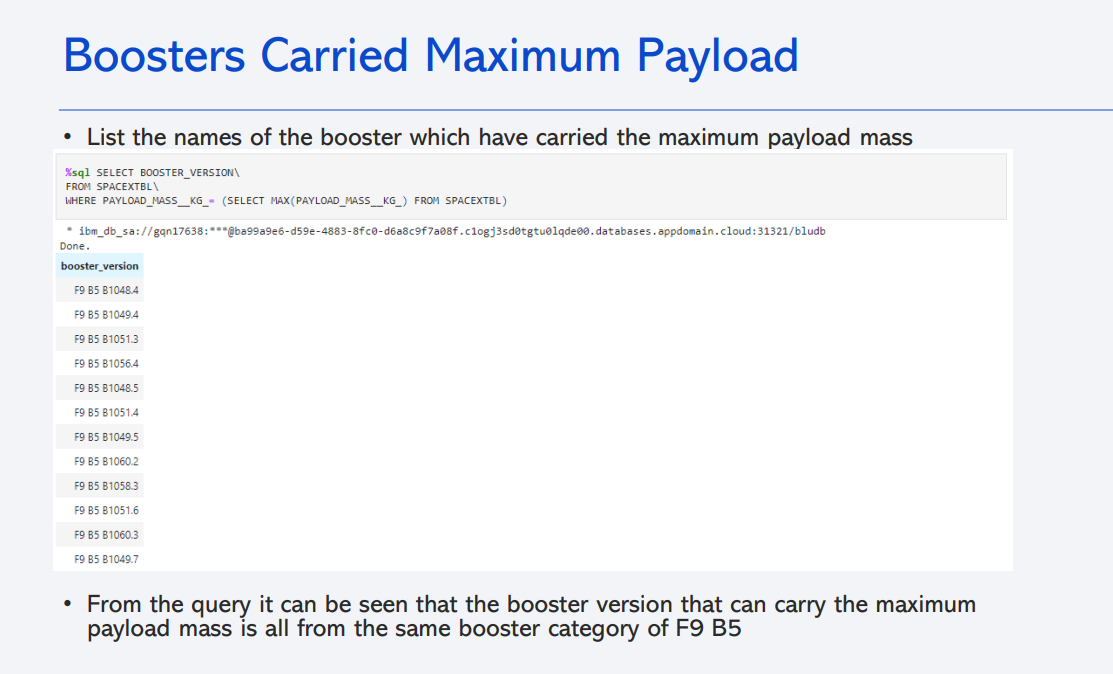 Boosters Carried Maximum Payload
• List the names of the booster which have carried the maximum payload mass
%sql SELECT BOOSTER_VERSION\
FROM SPACEXTBL\
WHERE PAYLOAD_MASS__KG_= (SELECT MAX(PAYLOAD_MASS__KG_) FROM SPACEXTBL)
* ibm_db_sa://gqn17638:***@ba99a9e6-d59e-4883-8fc0-d6a8c9f7a08f.c1ogj3sd0tgtu0lqde00.databases.appdomain.cloud:31321/bludb
Done.
booster_version
F9 B5 B1048.4
F9 B5 B1049.4
F9 B5 B1051.3
F9 B5 B1056.4
F9 B5 B1048.5
F9 B5 B1051.4
F9 B5 B1049.5
F9 B5 B1060.2
F9 B5 B1058.3
F9 B5 B1051.6
F9 B5 B1060.3
F9 B5 B1049.7
• From the query it can be seen that the booster version that can carry the maximum
payload mass is all from the same booster category of F9 B5